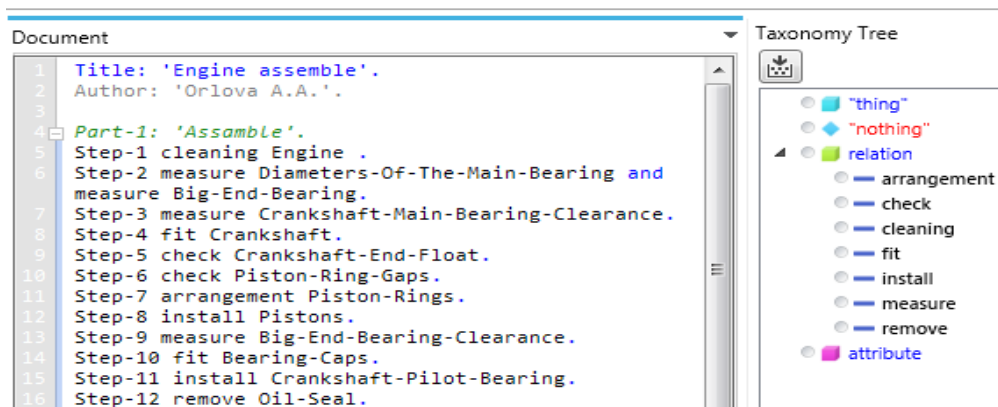 Document
1 Title: 'Engine assemble'.
2 Author: 'Orlova A.A.'.
3
4 Part-1: 'Assamble'.
5 Step-1 cleaning Engine .
6 Step-2 measure Diameters-Of-The-Main-Bearing and
measure Big-End-Bearing.
7 Step-3 measure Crankshaft-Main-Bearing-Clearance.
8 Step-4 fit Crankshaft.
9 Step-5 check Crankshaft-End-Float.
10 Step-6 check Piston-Ring-Gaps.
11 Step-7 arrangement Piston-Rings.
12 Step-8 install Pistons.
13 Step-9 measure Big-End-Bearing-Clearance.
14 Step-10 fit Bearing-Caps.
15 Step-11 install Crankshaft-Pilot-Bearing.
16 Step-12 remove Oil-Seal.
Taxonomy Tree
"thing"
"nothing"
relation
arrangement
check
cleaning
fit
install
measure
remove
attribute